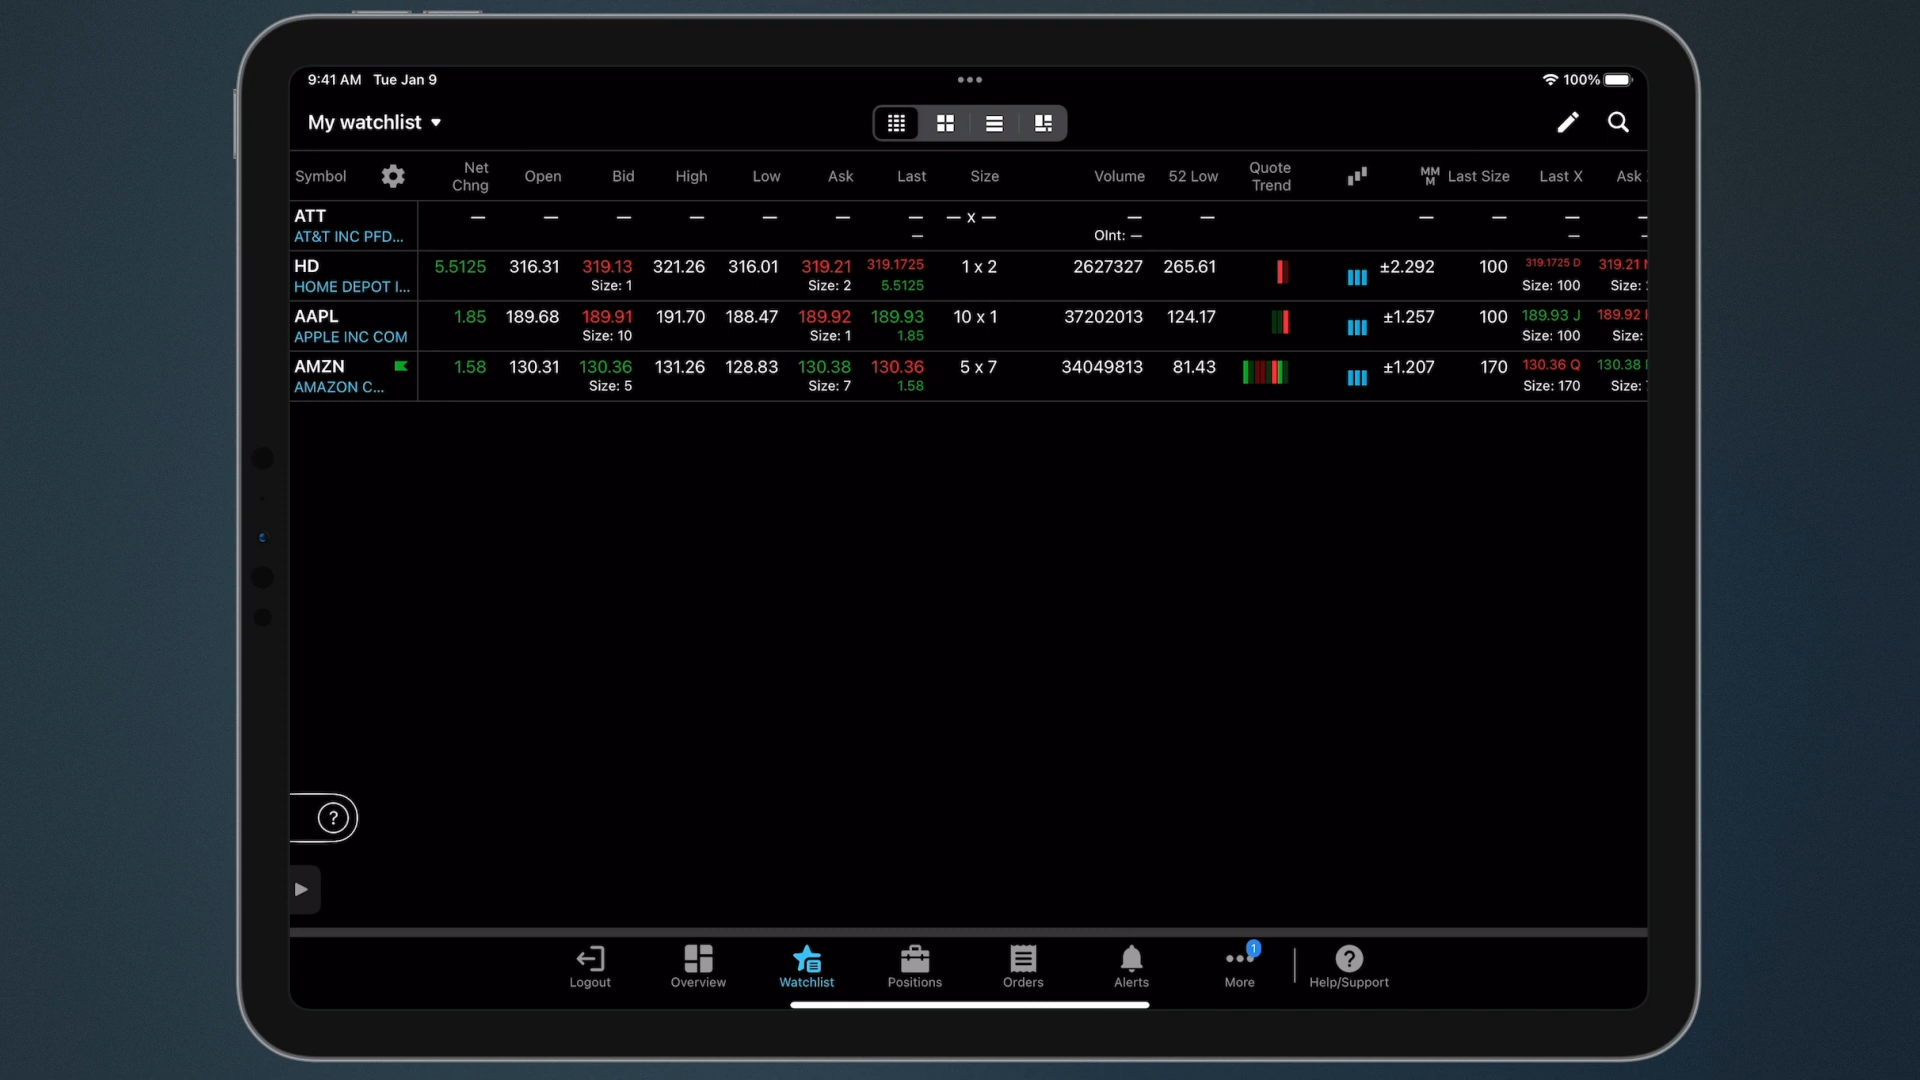 9:41 AM Tue Jan 9
100%
My watchlist
Symbol Net Chng Open Bid High Low Ask Last Size Volume 52 Low Quote Trend MM M Last Size Last X Ask
ATT — — — — — — — — x — — — — — — —
AT&T INC PFD... — OInt: — — –
HD 5.5125 316.31 319.13 321.26 316.01 319.21 319.1725 1 x 2 2627327 265.61 ±2.292 100 319.1725 D 319.21
HOME DEPOT I... Size: 1 Size: 2 5.5125 Size: 100 Size:
AAPL 1.85 189.68 189.91 191.70 188.47 189.92 189.93 10 x 1 37202013 124.17 ±1.257 100 189.93 J 189.92
APPLE INC COM Size: 10 Size: 1 1.85 Size: 100 Size:
AMZN 1.58 130.31 130.36 131.26 128.83 130.38 130.36 5 x 7 34049813 81.43 ±1.207 170 130.36 Q 130.38
AMAZON C... Size: 5 Size: 7 1.58 Size: 170 Size:
?
1
?
Logout Overview Watchlist Positions Orders Alerts More Help/Support